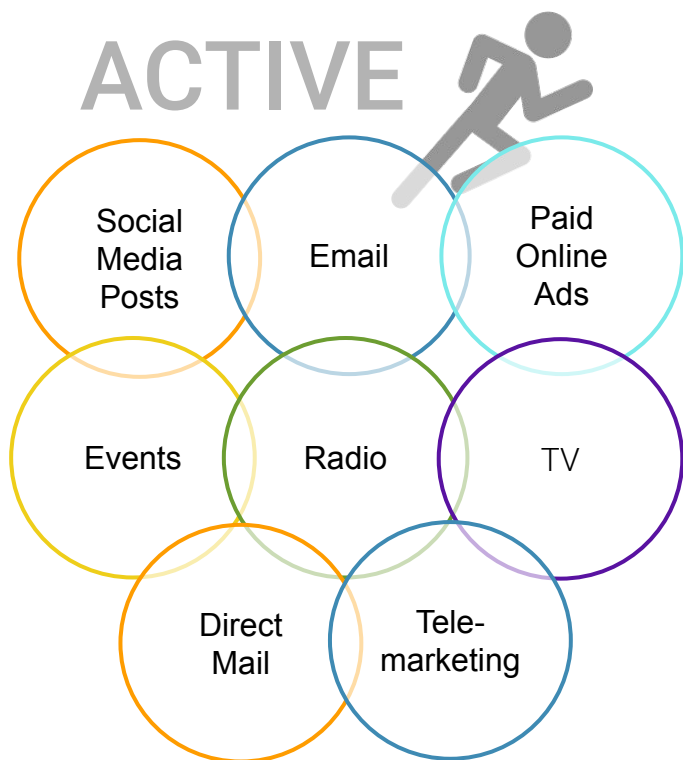 ACTIVE
Social
Media
Posts
Email
Paid
Online
Ads
Events
Radio
TV
Direct
Mail
Tele-
marketing